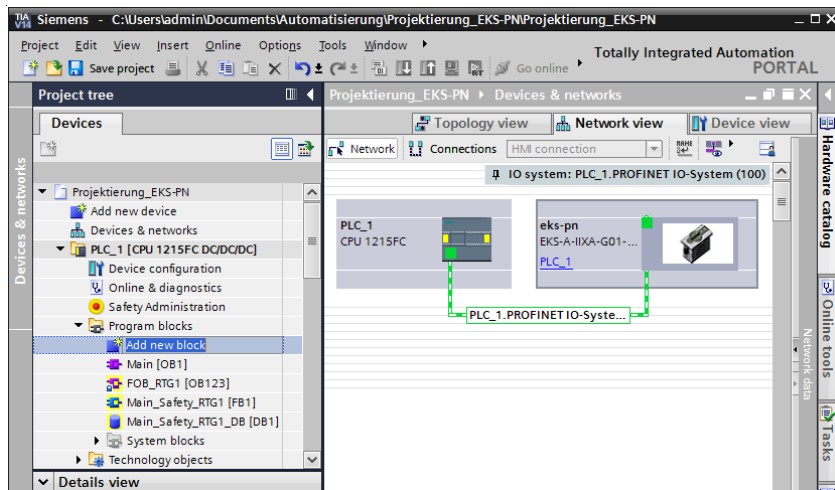 TIA V14 Siemens - C:\Users\admin\Documents\Automatisierung\Projektierung_EKS-PN\Projektierung_EKS-PN
Project Edit View Insert Online Options Tools Window
Totally Integrated Automation
PORTAL
Save project Go online
Project tree
Projektierung_EKS-PN Devices & networks
Devices
Topology view Network view Device view
Network Connections HMI connection
IO system: PLC_1.PROFINET IO-System (100)
Projektierung_EKS-PN
Add new device
Devices & networks
PLC_1 [CPU 1215FC DC/DC/DC]
Device configuration
Online & diagnostics
Safety Administration
Program blocks
Add new block
Main [OB1]
FOB_RTG1 [OB123]
Main_Safety_RTG1 [FB1]
Main_Safety_RTG1_DB [DB1]
System blocks
Technology objects
Details view
PLC_1
CPU 1215FC
eks-pn
EKS-A-IIXA-G01-...
PLC_1
PLC_1.PROFINET IO-Syste...
Devices & networks
Network data
Hardware catalog
Online tools
Tasks